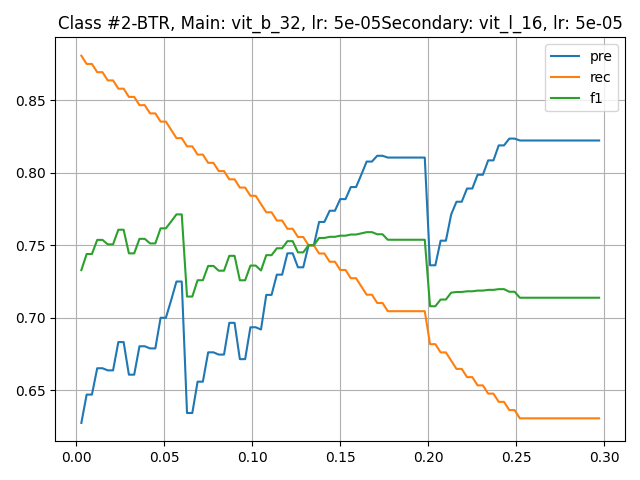 Class #2-BTR, Main: vit_b_32, lr: 5e-05Secondary: vit_l_16, lr: 5e-05
pre
rec
f1
0.85
0.80
0.75
0.70
0.65
0.00 0.05 0.10 0.15 0.20 0.25 0.30